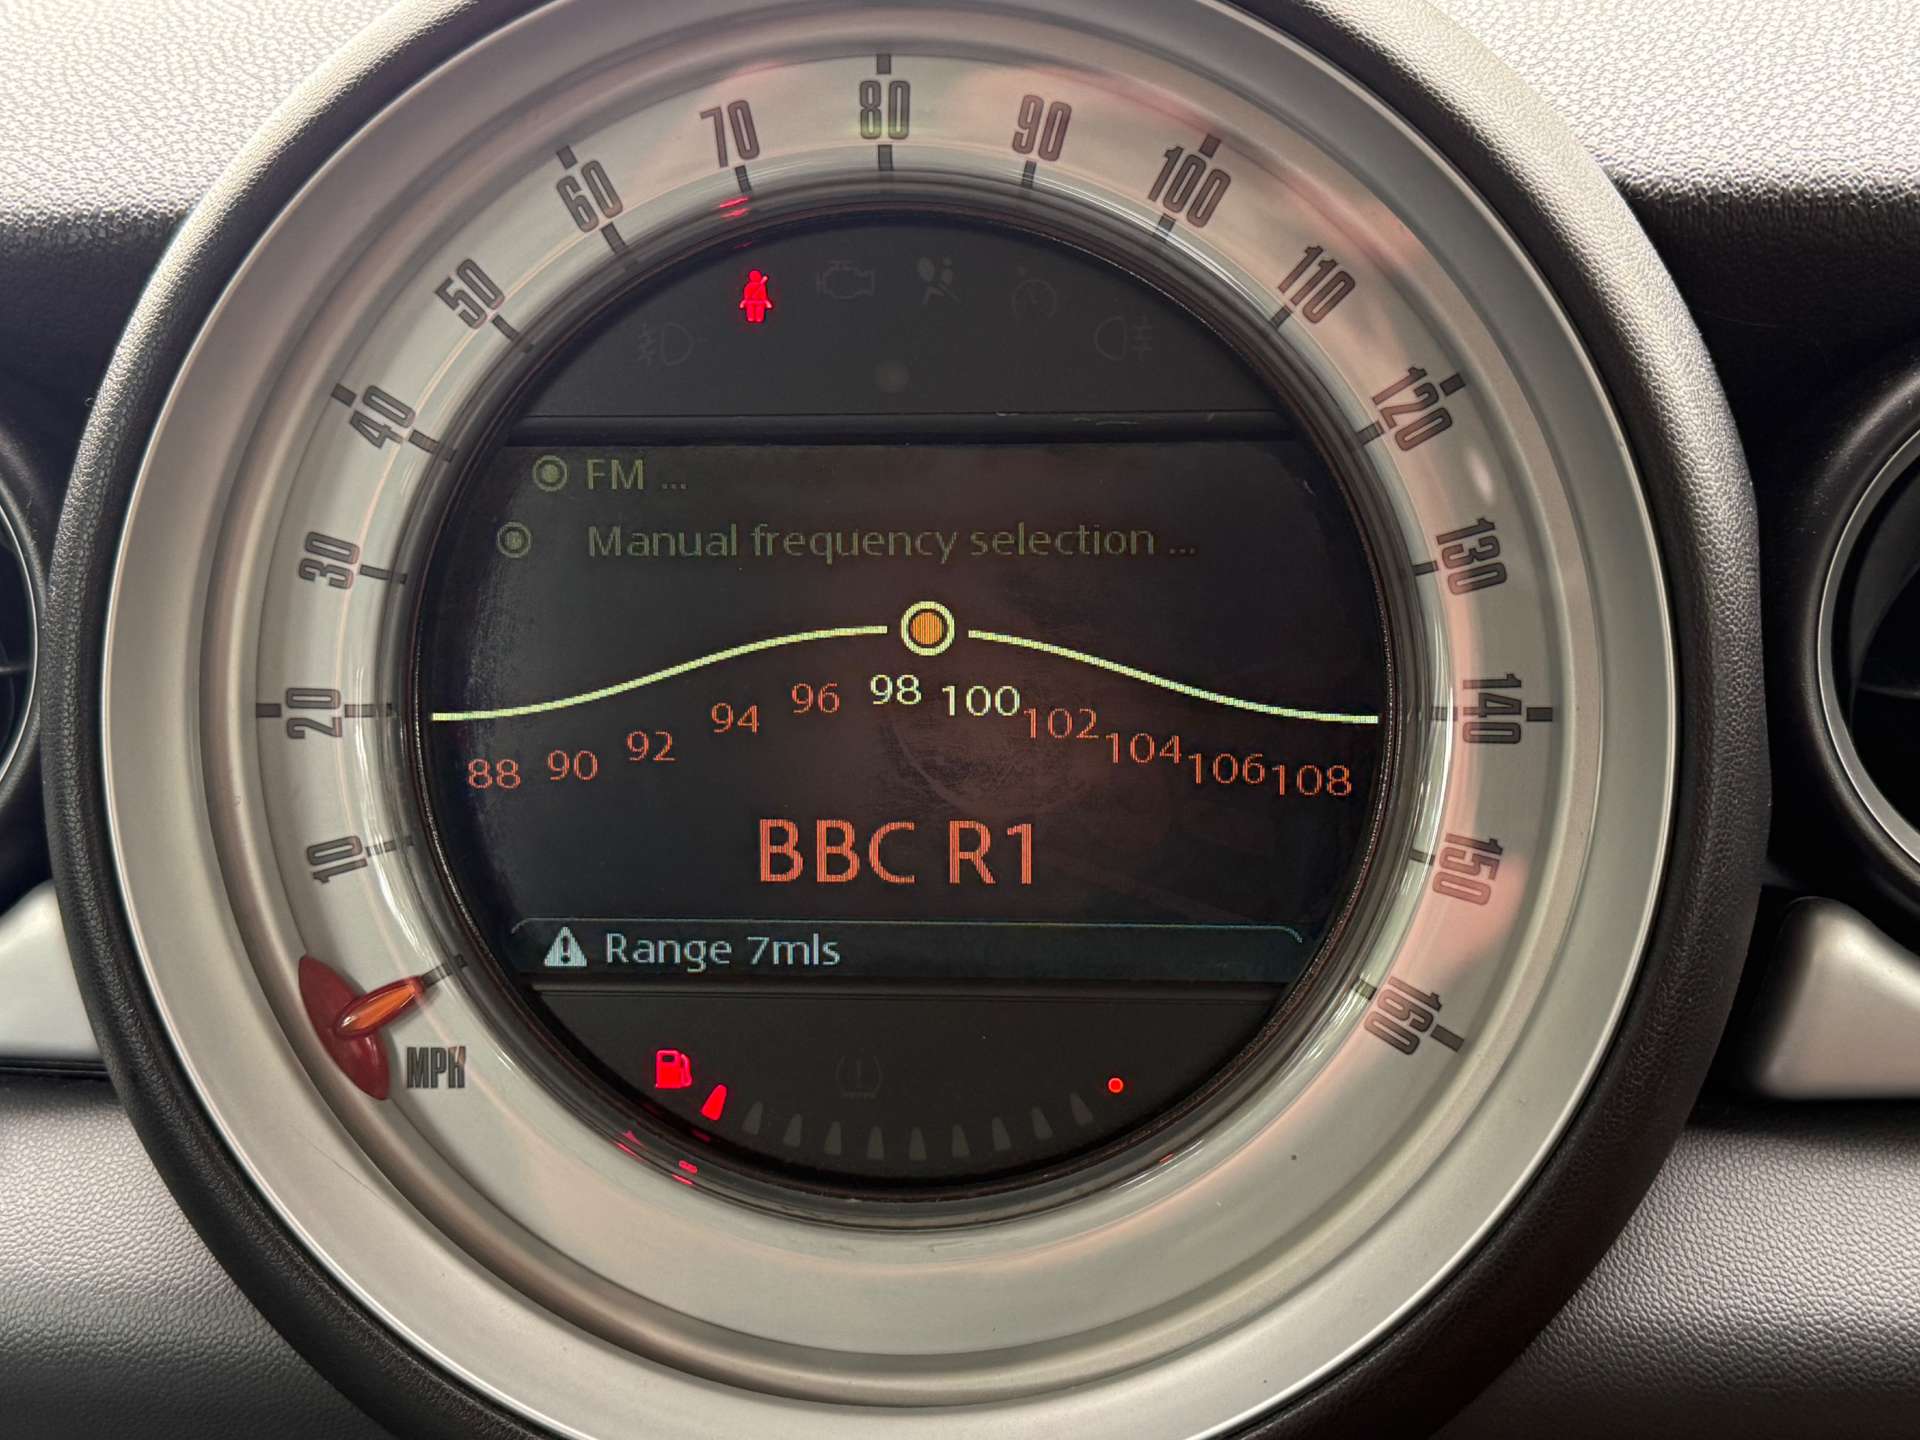 80
70
90
60
100
50
110
40
120
FM ...
Manual frequency selection ...
30
130
20
140
88 90 92 94 96 98 100 102 104 106 108
10
BBC R1
150
Range 7mls
160
MPH